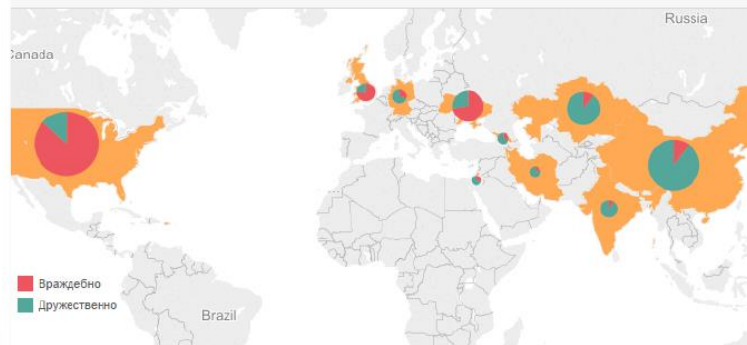 Russia
Canada
Враждебно
Дружественно
Brazil